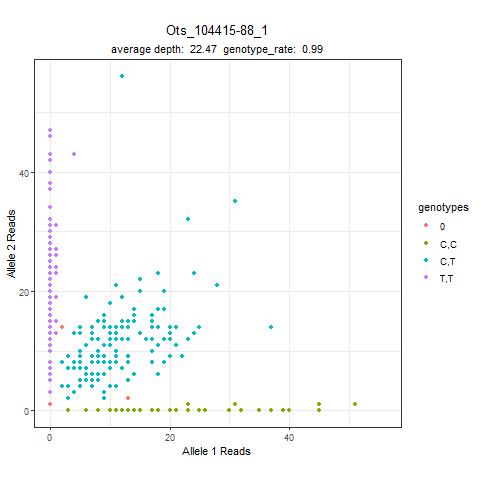 Ots_104415-88_1
average depth: 22.47 genotype_rate: 0.99
Allele 2 Reads
40
20
0
0
20
40
Allele 1 Reads
genotypes
0
C,C
C,T
T,T